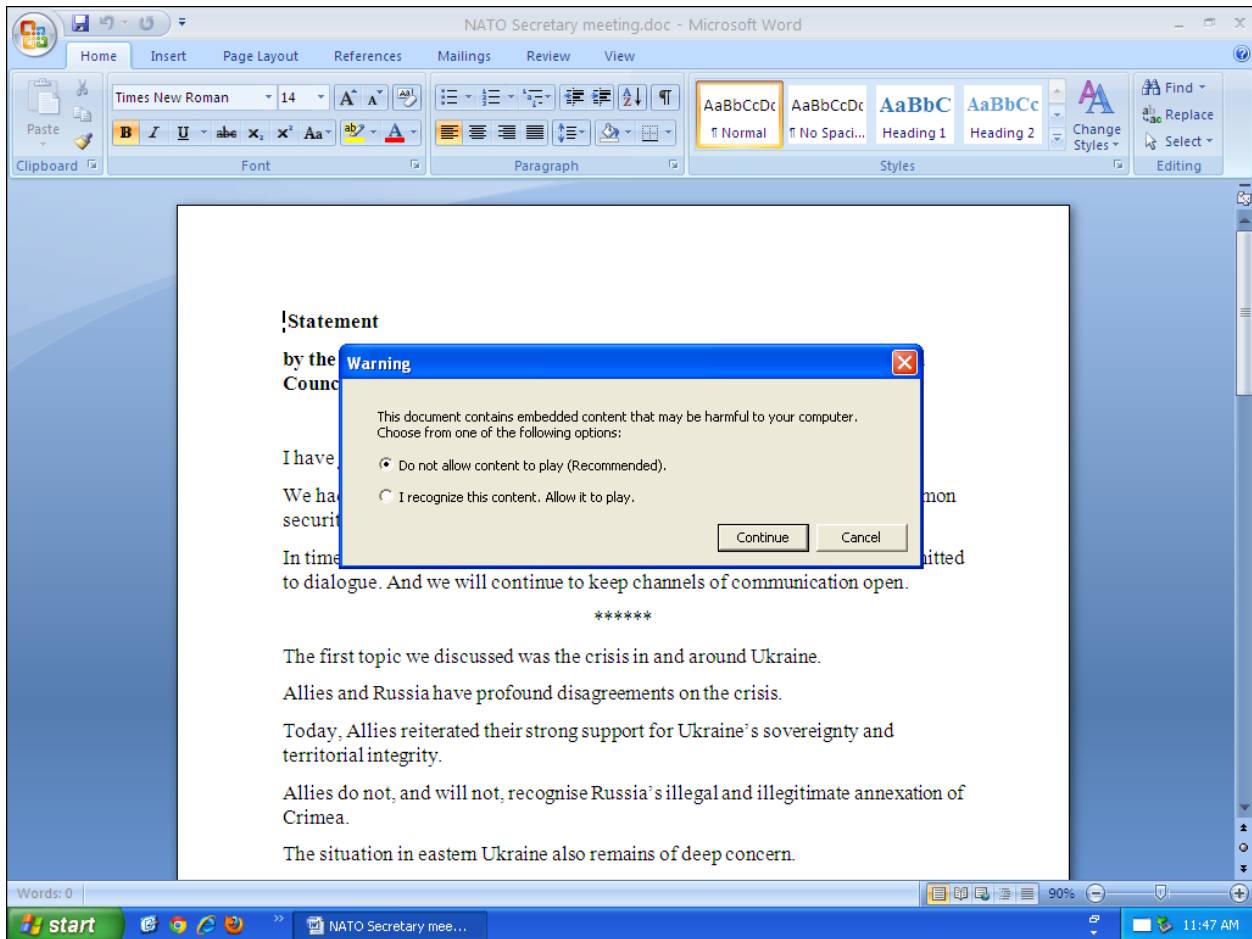 NATO Secretary meeting.doc - Microsoft Word
Home Insert Page Layout References Mailings Review View
Paste
Clipboard
Times New Roman 14
B I U abc X₂ X² Aa ab A
Font
Paragraph
AaBbCcDc AaBbCcDc AaBbC AaBbCc
¶ Normal ¶ No Spaci... Heading 1 Heading 2
Change
Styles
Styles
Find
Replace
Select
Editing
Statement
by the
Counc
I have
We ha mon
securit
In time itted
to dialogue. And we will continue to keep channels of communication open.
******
The first topic we discussed was the crisis in and around Ukraine.
Allies and Russia have profound disagreements on the crisis.
Today, Allies reiterated their strong support for Ukraine's sovereignty and
territorial integrity.
Allies do not, and will not, recognise Russia's illegal and illegitimate annexation of
Crimea.
The situation in eastern Ukraine also remains of deep concern.
Warning
This document contains embedded content that may be harmful to your computer.
Choose from one of the following options:
Do not allow content to play (Recommended).
I recognize this content. Allow it to play.
Continue Cancel
Words: 0
90%
start
NATO Secretary mee...
11:47 AM